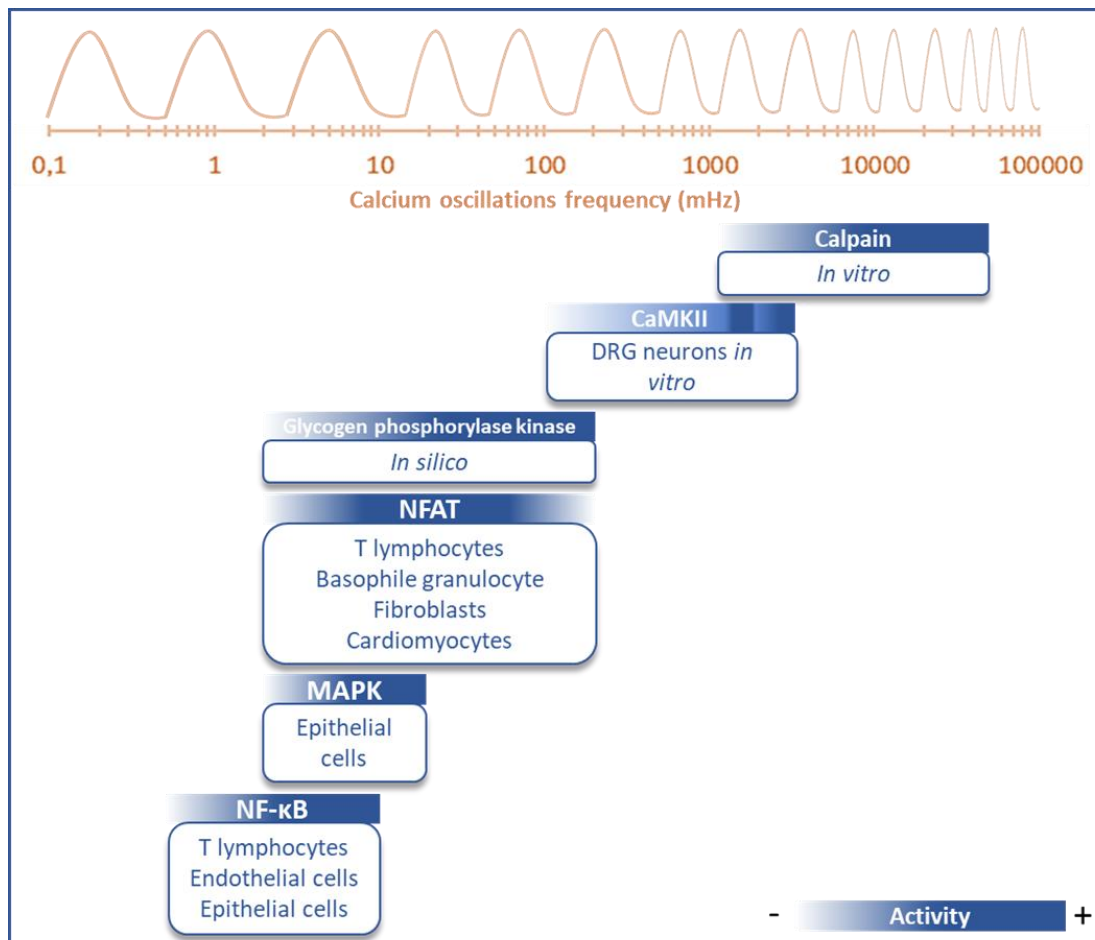 0,1 1 10 100 1000 10000 100000
Calcium oscillations frequency (mHz)
Calpain
In vitro
CaMKII
DRG neurons in
vitro
Glycogen phosphorylase kinase
In silico
NFAT
T lymphocytes
Basophile granulocyte
Fibroblasts
Cardiomyocytes
MAPK
Epithelial
cells
NF-κB
T lymphocytes
Endothelial cells
Epithelial cells
- Activity +